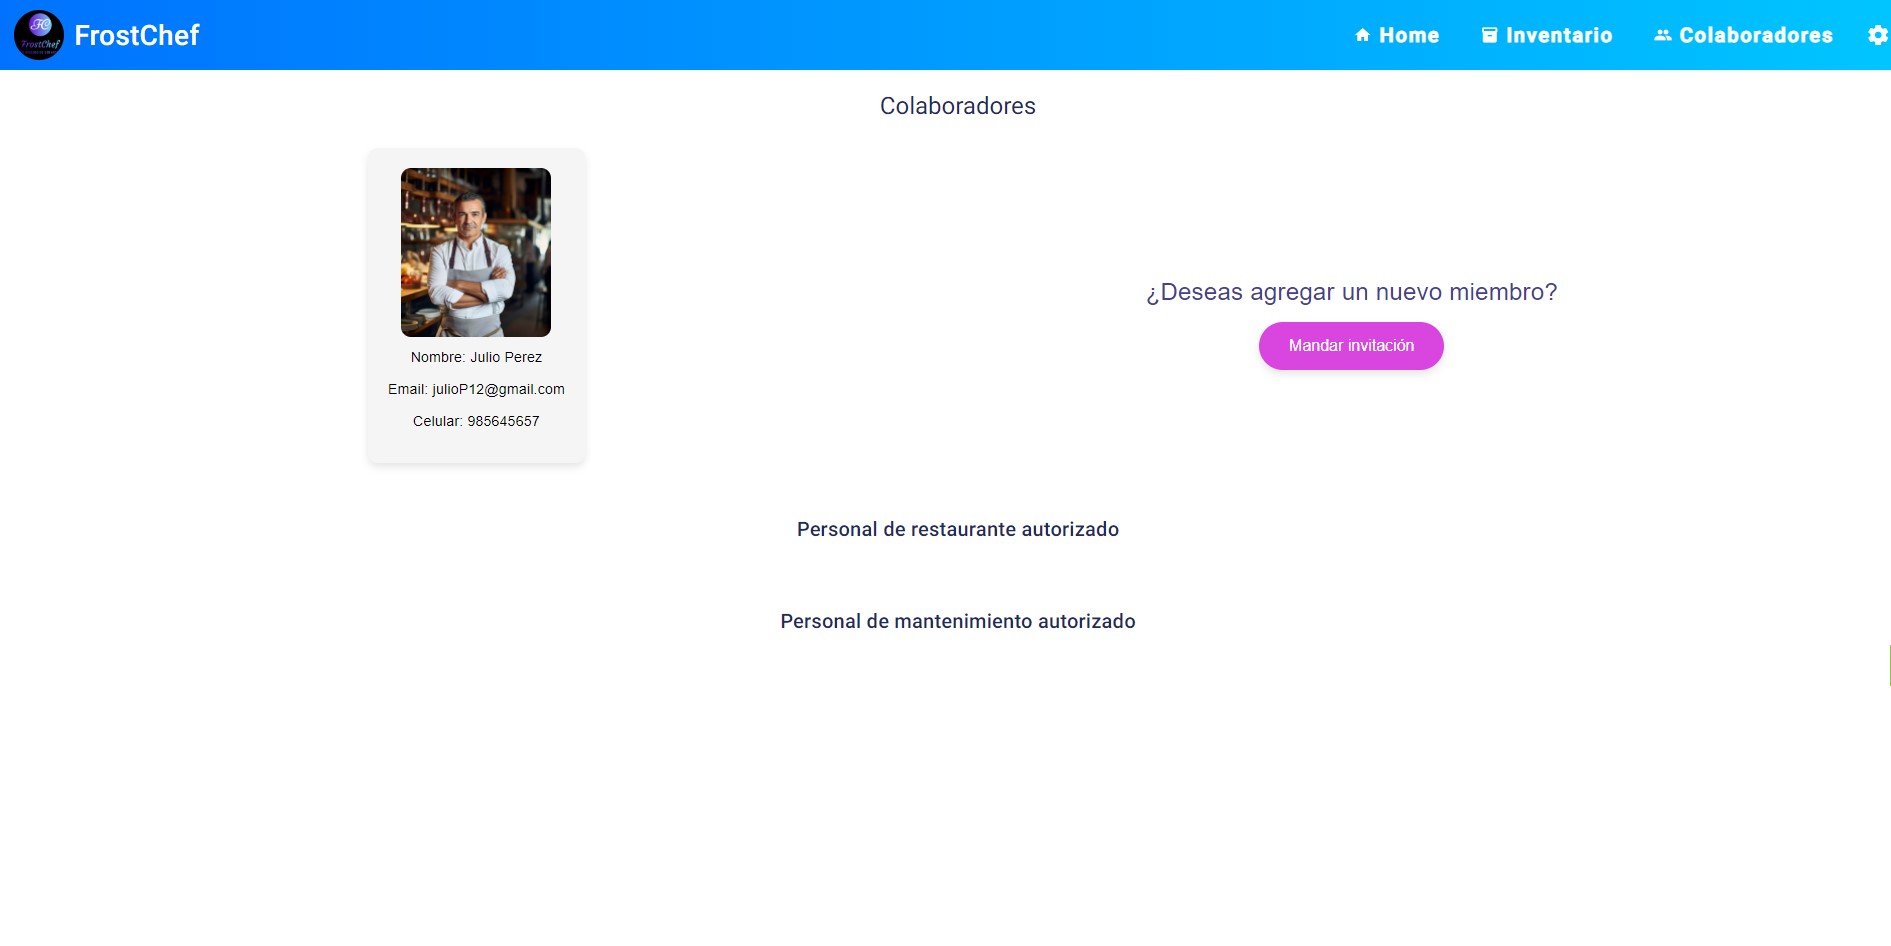 FrostChef
FrostChef
Home
Inventario
Colaboradores
Colaboradores
Nombre: Julio Perez
Email: julioP12@gmail.com
Celular: 985645657
¿Deseas agregar un nuevo miembro?
Mandar invitación
Personal de restaurante autorizado
Personal de mantenimiento autorizado